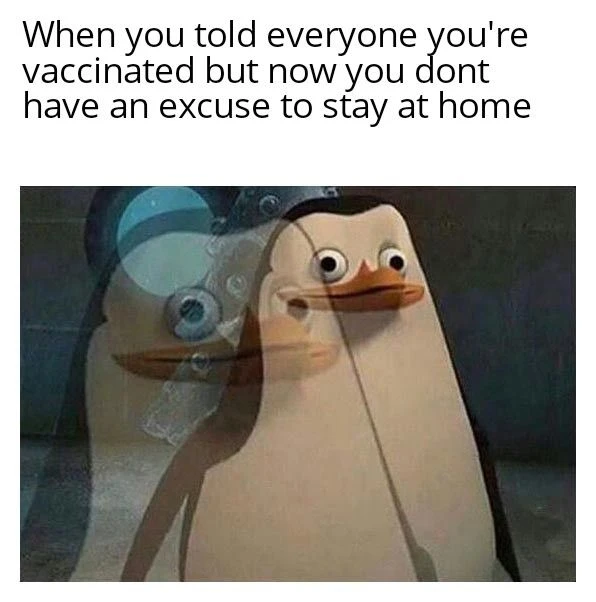 When you told everyone you're
vaccinated but now you dont
have an excuse to stay at home